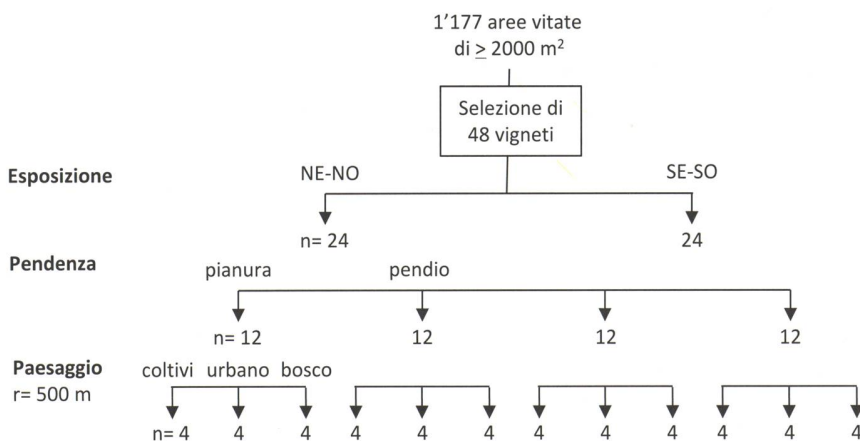 1'177 aree vitate
di ≥ 2000 m²
Selezione di
48 vigneti
Esposizione
NE-NO
SE-SO
n= 24
24
Pendenza
pianura
pendio
n= 12
12
12
12
Paesaggio
r= 500 m
coltivi urbano bosco
n= 4 4 4 4 4 4 4 4 4 4 4 4